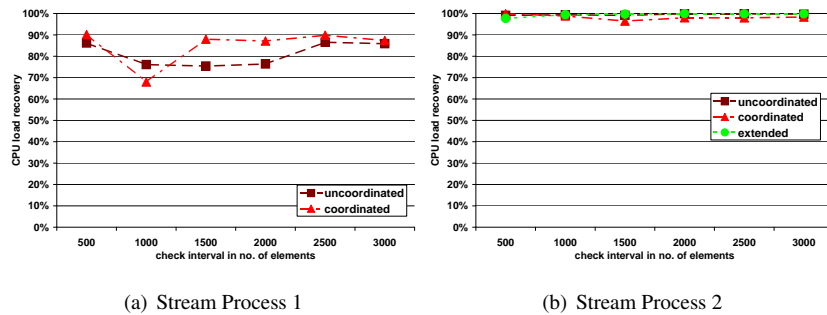 100%
90%
80%
70%
60%
50%
40%
30%
20%
10%
0%
CPU load recovery
500 1000 1500 2000 2500 3000
check interval in no. of elements
uncoordinated
coordinated
(a) Stream Process 1
100%
90%
80%
70%
60%
50%
40%
30%
20%
10%
0%
CPU load recovery
500 1000 1500 2000 2500 3000
check interval in no. of elements
uncoordinated
coordinated
extended
(b) Stream Process 2